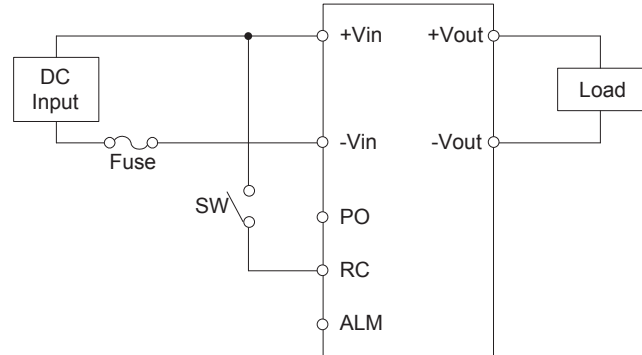 +Vin +Vout
DC
Input
Load
-Vin -Vout
Fuse
SW
PO
RC
ALM